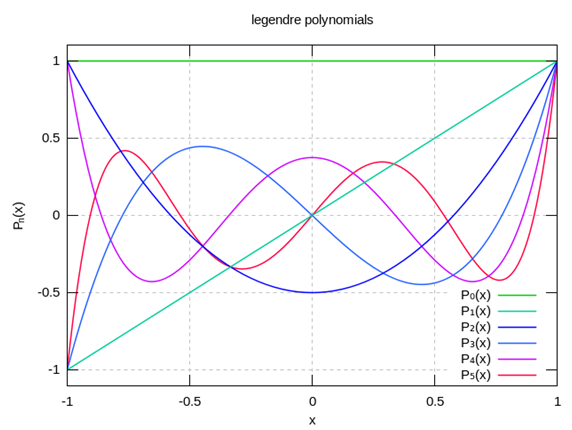 legendre polynomials
1
0.5
0
-0.5
-1
Pₙ(x)
P₀(x)
P₁(x)
P₂(x)
P₃(x)
P₄(x)
P₅(x)
-1 -0.5 0 0.5 1
x